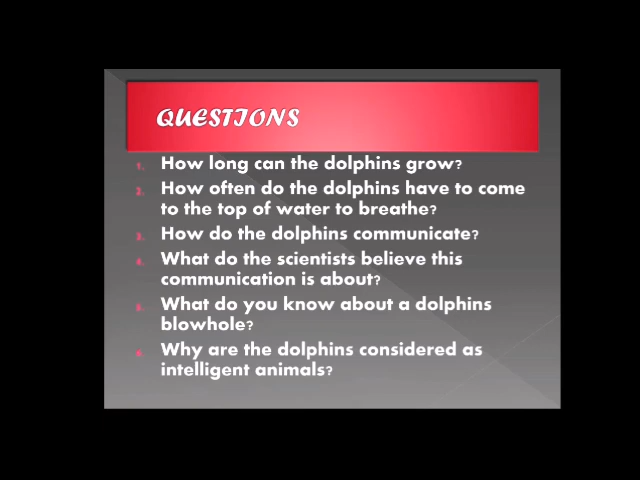 QUESTIONS
1. How long can the dolphins grow?
2. How often do the dolphins have to come
to the top of water to breathe?
3. How do the dolphins communicate?
4. What do the scientists believe this
communication is about?
5. What do you know about a dolphins
blowhole?
6. Why are the dolphins considered as
intelligent animals?